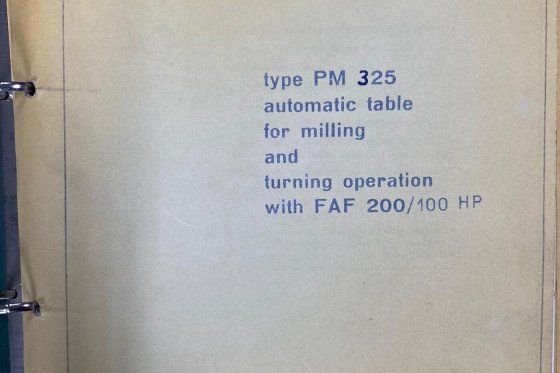 type PM 325
automatic table
for milling
and
turning operation
with FAF 200/100 HP